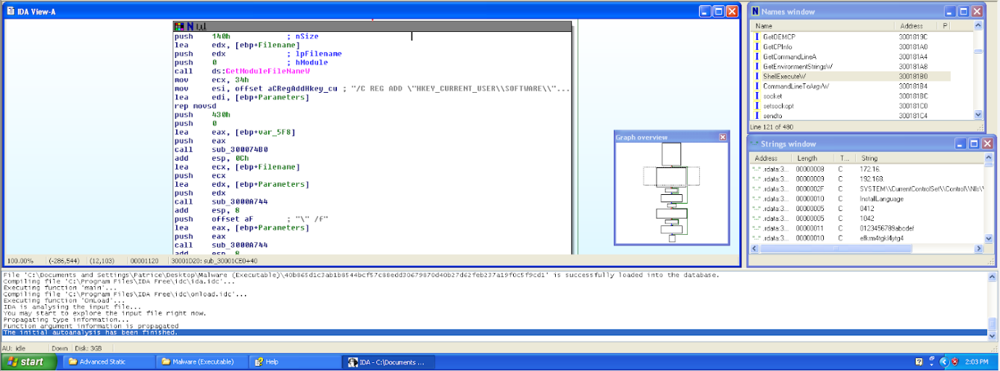 IDA View-A
push 140h ; nSize
lea edx, [ebp+Filename]
push edx ; lpFilename
push 0 ; hModule
call ds:GetModuleFileNameW
mov ecx, 34h
mov esi, offset aCRegAddHkey_cu ; "/C REG ADD \"HKEY_CURRENT_USER\\SOFTWARE\\"...
lea edi, [ebp+Parameters]
rep movsd
push 430h
push 0
lea eax, [ebp+var_5F8]
push eax
call sub_300074B0
add esp, 0Ch
lea ecx, [ebp+Filename]
push ecx
lea edx, [ebp+Parameters]
push edx
call sub_3000A744
add esp, 8
push offset aF ; "\" /f"
lea eax, [ebp+Parameters]
push eax
call sub_3000A744
add esp, 8
Graph overview
100.00% (-286,544) (12,103) 00001120 30001D20: sub_30001CE0+40
Names window
Name Address P
GetOEMCP 3001819C
GetCPInfo 300181A0
GetCommandLineA 300181A4
GetEnvironmentStringsW 300181A8
ShellExecuteW 300181B0
CommandLineToArgvW 300181B4
socket 300181BC
setsockopt 300181C0
sendto 300181C4
Line 121 of 480
Strings window
Address Length T... String
"..." .rdata:3... 00000008 C 172.16.
"..." .rdata:3... 00000009 C 192.168.
"..." .rdata:3... 0000002F C SYSTEM\\CurrentControlSet\\Control\\Nls\\
"..." .rdata:3... 00000010 C InstallLanguage
"..." .rdata:3... 00000005 C 0412
"..." .rdata:3... 00000005 C 1042
"..." .rdata:3... 00000011 C 0123456789abcdef
"..." .rdata:3... 00000010 C
File 'C:\Documents and Settings\Patrice\Desktop\Malware (Executable)\40b865d1c3ab1b8544bcf57c88edd30679870d40b27d62feb237a19f0c5f9cd1' is successfully loaded into the database.
Compiling file 'C:\Program Files\IDA Free\idc\ida.idc'...
Executing function 'main'...
Compiling file 'C:\Program Files\IDA Free\idc\onload.idc'...
Executing function 'OnLoad'...
IDA is analysing the input file...
You may start to explore the input file right now.
Propagating type information...
Function argument information is propagated
The initial autoanalysis has been finished.
AU: idle Down Disk: 3GB
start Advanced Static Malware (Executable) Help IDA - C:\Documents ... 2:03 PM